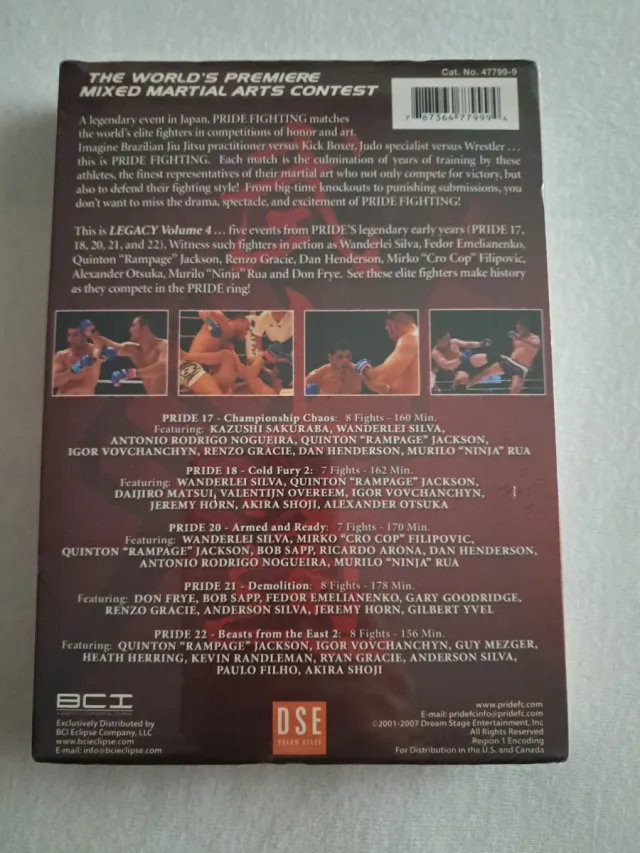 THE WORLD'S PREMIERE
MIXED MARTIAL ARTS CONTEST
Cat. No. 47799-9
7 87364 77999 4
A legendary event in Japan, PRIDE FIGHTING matches
the world's elite fighters in competitions of honor and art.
Imagine Brazilian Jiu Jitsu practitioner versus Kick Boxer, Judo specialist versus Wrestler ...
this is PRIDE FIGHTING. Each match is the culmination of years of training by these
athletes, the finest representatives of their martial art who not only compete for victory, but
also to defend their fighting style! From big-time knockouts to punishing submissions, you
don't want to miss the drama, spectacle, and excitement of PRIDE FIGHTING!
This is LEGACY Volume 4 ... five events from PRIDE'S legendary early years (PRIDE 17,
18, 20, 21, and 22). Witness such fighters in action as Wanderlei Silva, Fedor Emelianenko,
Quinton "Rampage" Jackson, Renzo Gracie, Dan Henderson, Mirko "Cro Cop" Filipovic,
Alexander Otsuka, Murilo "Ninja" Rua and Don Frye. See these elite fighters make history
as they compete in the PRIDE ring!
PRIDE 17 - Championship Chaos: 8 Fights - 160 Min.
Featuring: KAZUSHI SAKURABA, WANDERLEI SILVA,
ANTONIO RODRIGO NOGUEIRA, QUINTON "RAMPAGE" JACKSON,
IGOR VOVCHANCHYN, RENZO GRACIE, DAN HENDERSON, MURILO "NINJA" RUA
PRIDE 18 - Cold Fury 2: 7 Fights - 162 Min.
Featuring: WANDERLEI SILVA, QUINTON "RAMPAGE" JACKSON,
DAIJIRO MATSUI, VALENTIJN OVEREEM, IGOR VOVCHANCHYN,
JEREMY HORN, AKIRA SHOJI, ALEXANDER OTSUKA
PRIDE 20 - Armed and Ready: 7 Fights - 170 Min.
Featuring: WANDERLEI SILVA, MIRKO "CRO COP" FILIPOVIC,
QUINTON "RAMPAGE" JACKSON, BOB SAPP, RICARDO ARONA, DAN HENDERSON,
ANTONIO RODRIGO NOGUEIRA, MURILO "NINJA" RUA
PRIDE 21 - Demolition: 8 Fights - 178 Min.
Featuring: DON FRYE, BOB SAPP, FEDOR EMELIANENKO, GARY GOODRIDGE,
RENZO GRACIE, ANDERSON SILVA, JEREMY HORN, GILBERT YVEL
PRIDE 22 - Beasts from the East 2: 8 Fights - 156 Min.
Featuring: QUINTON "RAMPAGE" JACKSON, IGOR VOVCHANCHYN, GUY MEZGER,
HEATH HERRING, KEVIN RANDLEMAN, RYAN GRACIE, ANDERSON SILVA,
PAULO FILHO, AKIRA SHOJI
BCI
Exclusively Distributed by
BCI Eclipse Company, LLC
www.bcieclipse.com
E-mail: info@bcieclipse.com
DSE
DREAM STAGE
www.pridefc.com
E-mail: pridefcinfo@pridefc.com
©2001-2007 Dream Stage Entertainment, Inc
All Rights Reserved
Region 1 Encoding
For Distribution in the U.S. and Canada